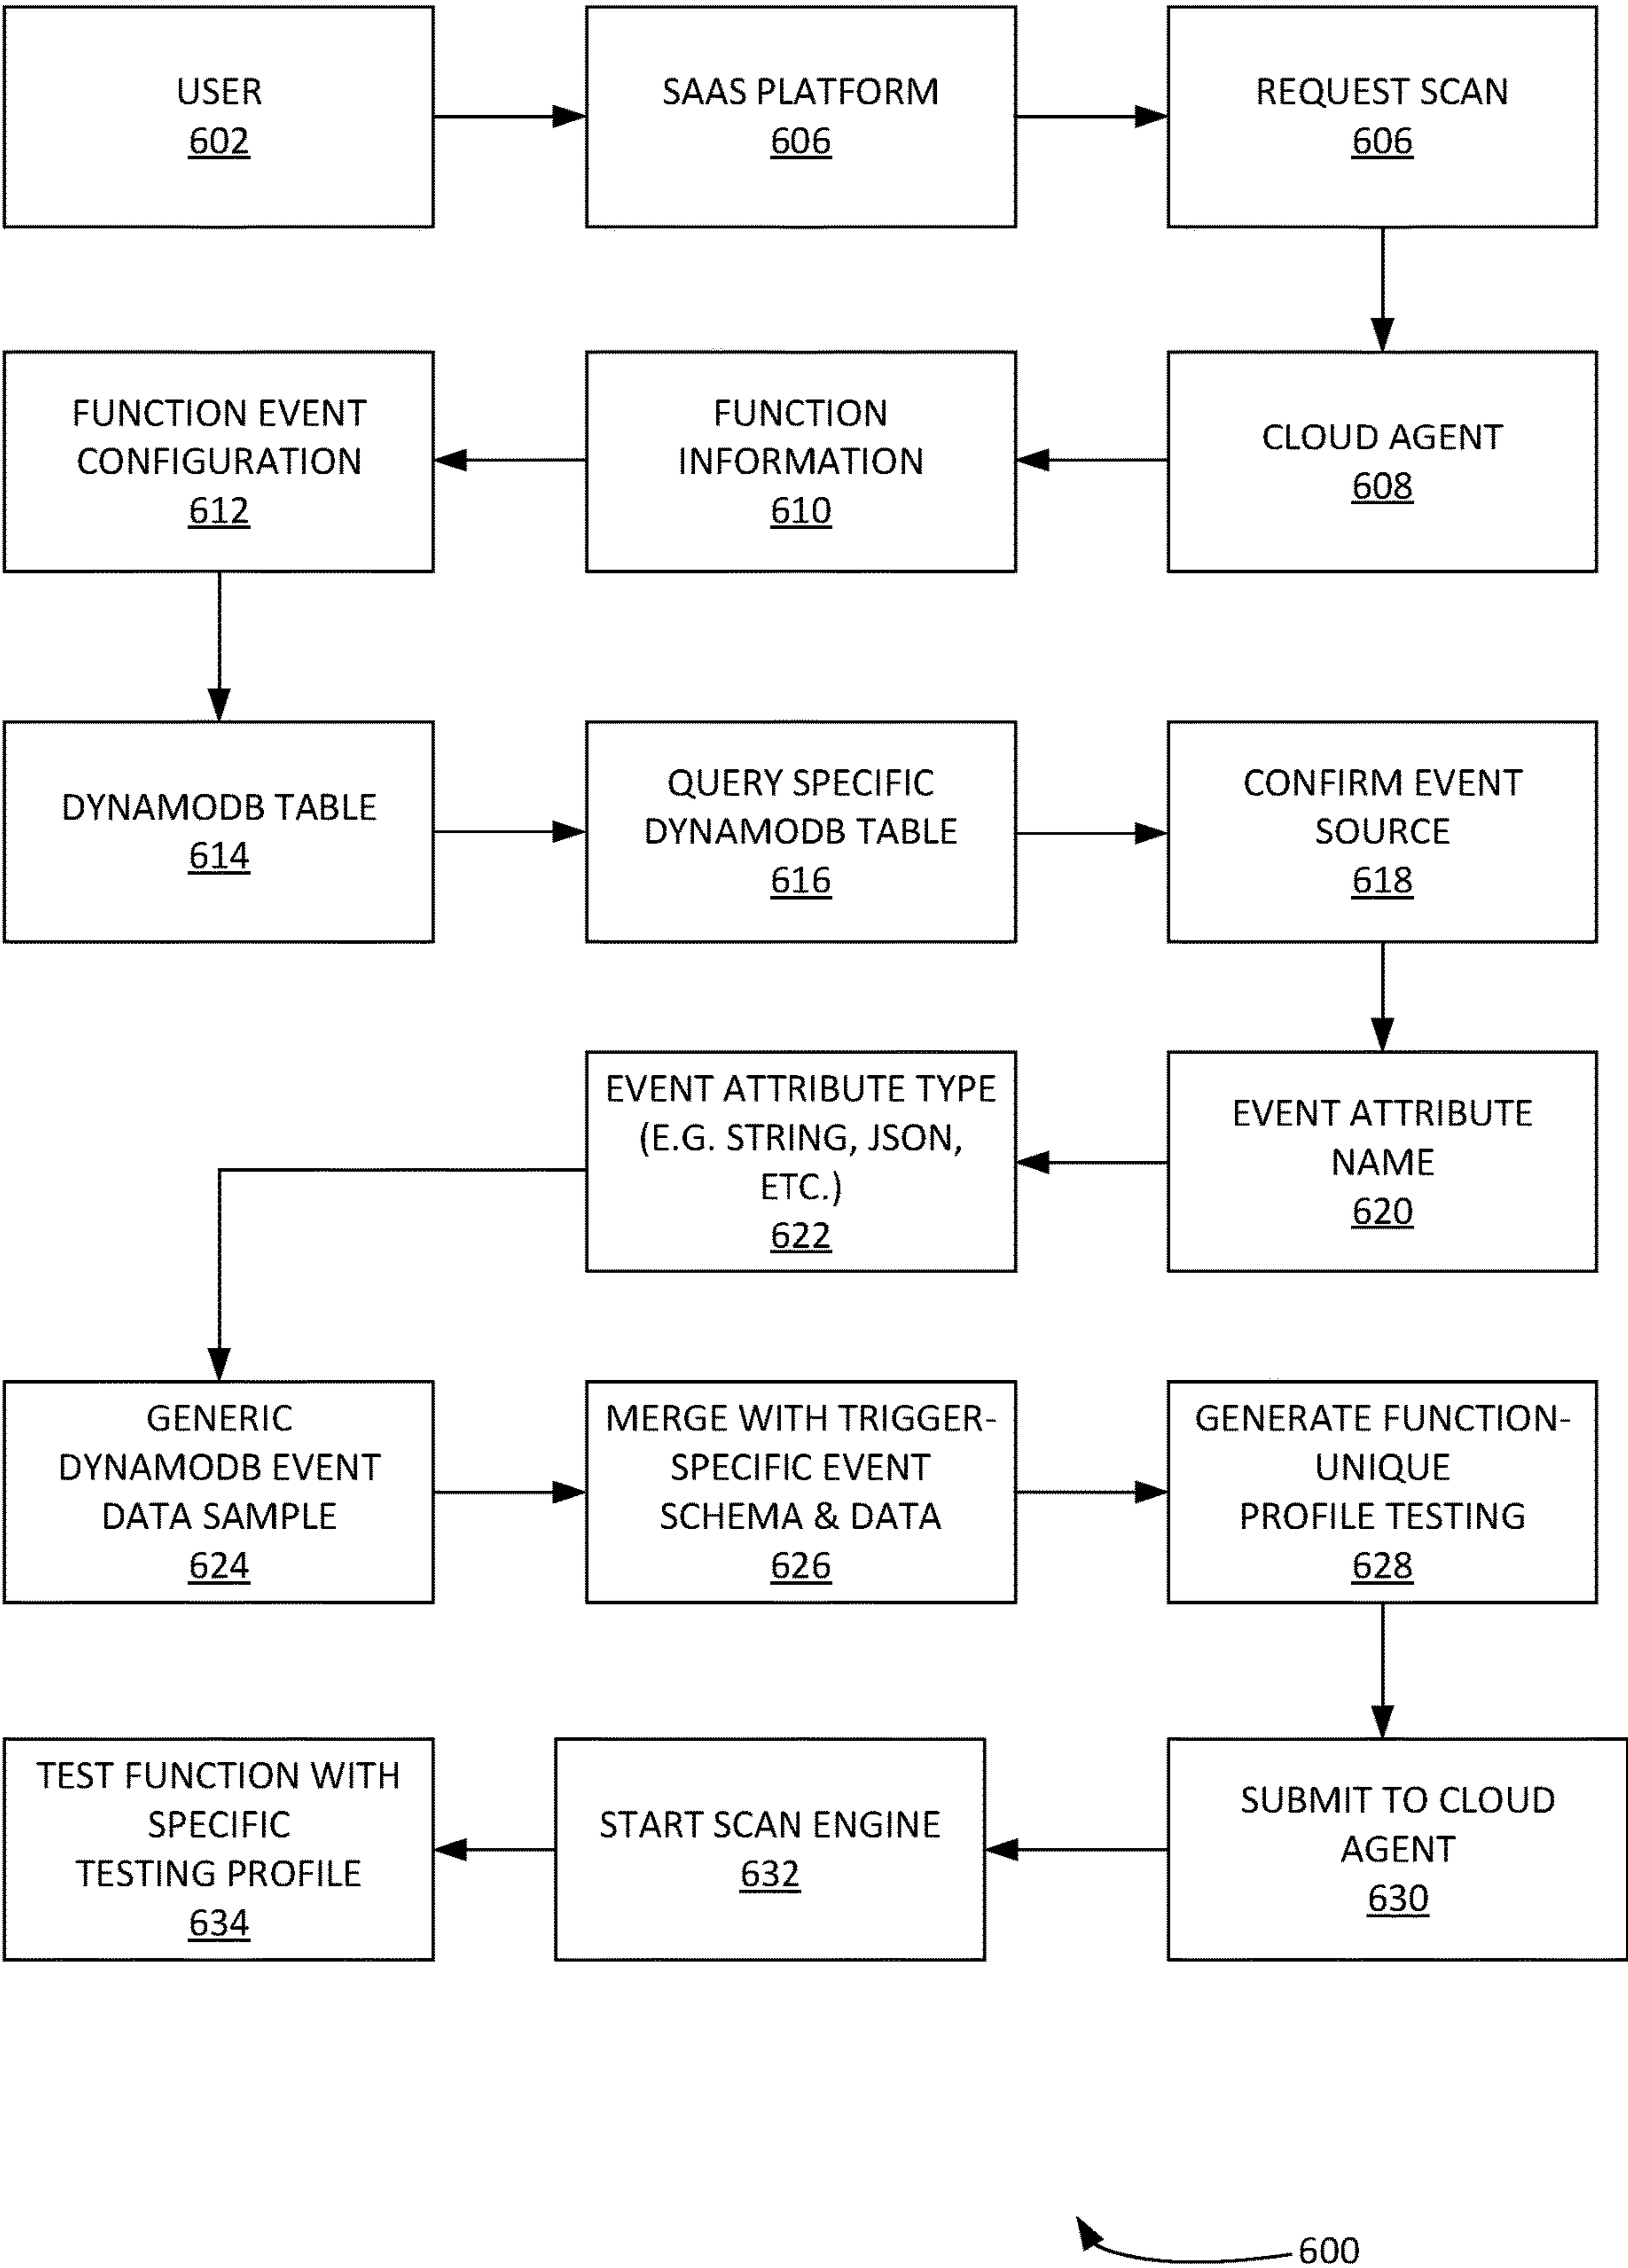 USER
602
SAAS PLATFORM
606
REQUEST SCAN
606
FUNCTION EVENT
CONFIGURATION
612
FUNCTION
INFORMATION
610
CLOUD AGENT
608
DYNAMODB TABLE
614
QUERY SPECIFIC
DYNAMODB TABLE
616
CONFIRM EVENT
SOURCE
618
EVENT ATTRIBUTE TYPE
(E.G. STRING, JSON,
ETC.)
622
EVENT ATTRIBUTE
NAME
620
GENERIC
DYNAMODB EVENT
DATA SAMPLE
624
MERGE WITH TRIGGER-
SPECIFIC EVENT
SCHEMA & DATA
626
GENERATE FUNCTION-
UNIQUE
PROFILE TESTING
628
TEST FUNCTION WITH
SPECIFIC
TESTING PROFILE
634
START SCAN ENGINE
632
SUBMIT TO CLOUD
AGENT
630
600